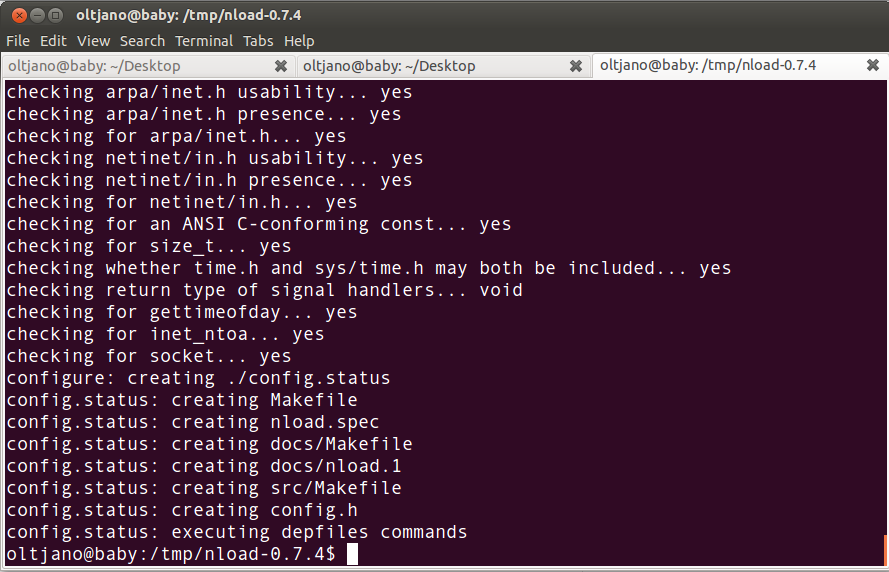 oltjano@baby: /tmp/nload-0.7.4
File Edit View Search Terminal Tabs Help
oltjano@baby: ~/Desktop oltjano@baby: ~/Desktop oltjano@baby: /tmp/nload-0.7.4
checking arpa/inet.h usability... yes
checking arpa/inet.h presence... yes
checking for arpa/inet.h... yes
checking netinet/in.h usability... yes
checking netinet/in.h presence... yes
checking for netinet/in.h... yes
checking for an ANSI C-conforming const... yes
checking for size_t... yes
checking whether time.h and sys/time.h may both be included... yes
checking return type of signal handlers... void
checking for gettimeofday... yes
checking for inet_ntoa... yes
checking for socket... yes
configure: creating ./config.status
config.status: creating Makefile
config.status: creating nload.spec
config.status: creating docs/Makefile
config.status: creating docs/nload.1
config.status: creating src/Makefile
config.status: creating config.h
config.status: executing depfiles commands
oltjano@baby:/tmp/nload-0.7.4$